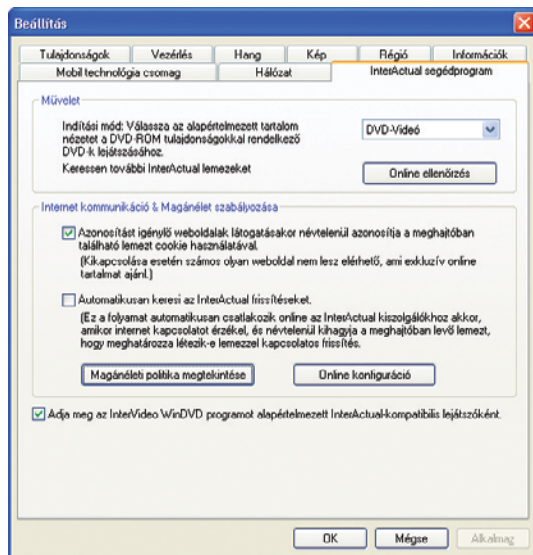 Beállítás
Tulajdonságok Vezérlés Hang Kép Régió Információk
Mobil technológia csomag Hálózat InterActual segédprogram
Művelet
Indítási mód: Válassza az alapértelmezett tartalom
nézetet a DVD-ROM tulajdonságokkal rendelkező
DVD-k lejátszásához.
DVD-Videó
Keressen további InterActual lemezeket
Online ellenőrzés
Internet kommunikáció & Magánélet szabályozása
Azonosítást igénylő weboldalak látogatásakor névtelenül azonosítja a meghajtóban
található lemezt cookie használatával.
(Kikapcsolása esetén számos olyan weboldal nem lesz elérhető, ami exkluzív online
tartalmat ajánl.)
Automatikusan keresi az InterActual frissítéseket.
(Ez a folyamat automatikusan csatlakozik online az InterActual kiszolgálókhoz akkor,
amikor internet kapcsolatot érzékel, és névtelenül kihagyja a meghajtóban levő lemezt,
hogy meghatározza létezik-e lemezzel kapcsolatos frissítés.
Magánéleti politika megtekintése Online konfiguráció
Adja meg az InterVideo WinDVD programot alapértelmezett InterActual-kompatibilis lejátszóként.
OK Mégse Alkalmaz